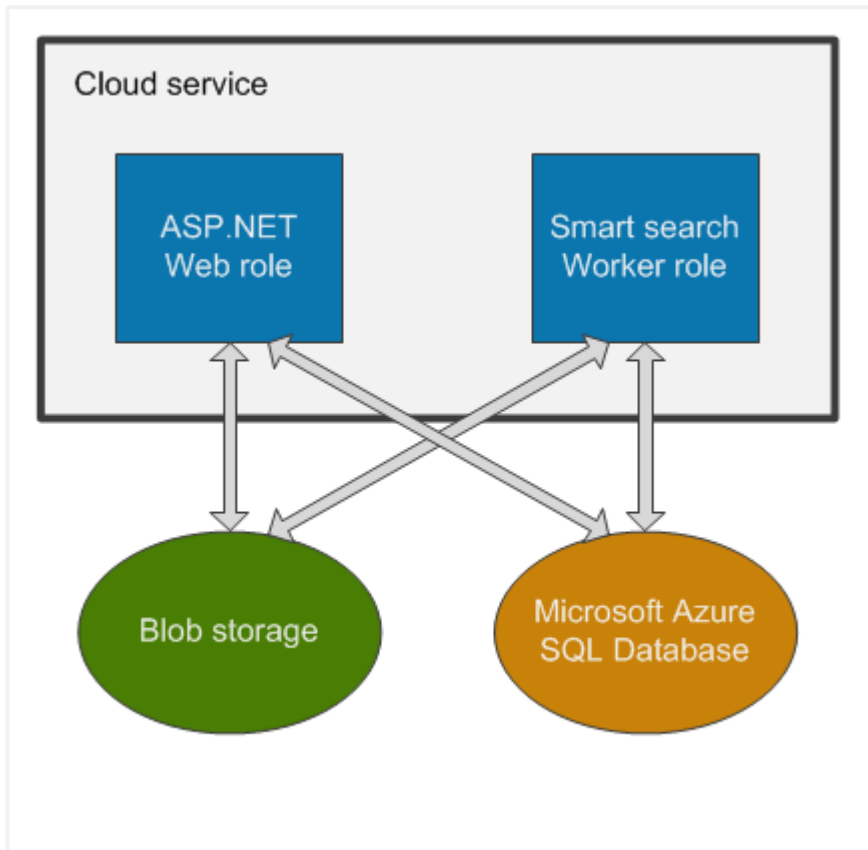 Cloud service
ASP.NET
Web role
Smart search
Worker role
Blob storage
Microsoft Azure
SQL Database